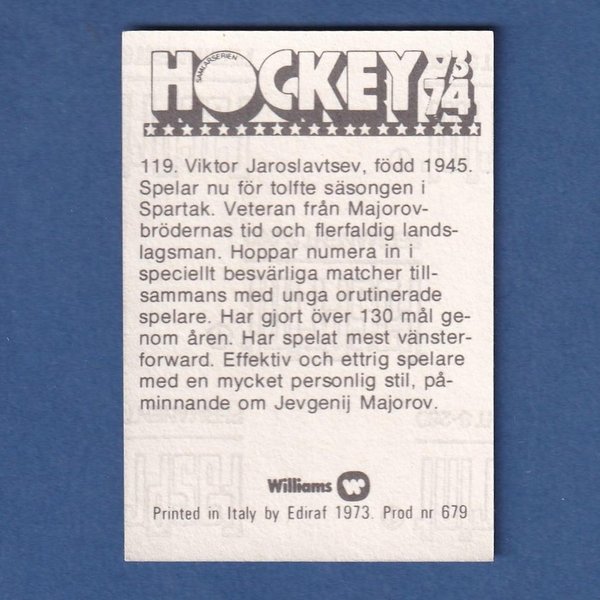 HOCKEY 73
SAMLARSERIEN
74
119. Viktor Jaroslavtsev, född 1945.
Spelar nu för tolfte säsongen i
Spartak. Veteran från Majorov-
brödernas tid och flerfaldig lands-
lagsman. Hoppar numera in i
speciellt besvärliga matcher till-
sammans med unga orutinerade
spelare. Har gjort över 130 mål ge-
nom åren. Har spelat mest vänster-
forward. Effektiv och ettrig spelare
med en mycket personlig stil, på-
minnande om Jevgenij Majorov.
Williams W
Printed in Italy by Ediraf 1973. Prod nr 679